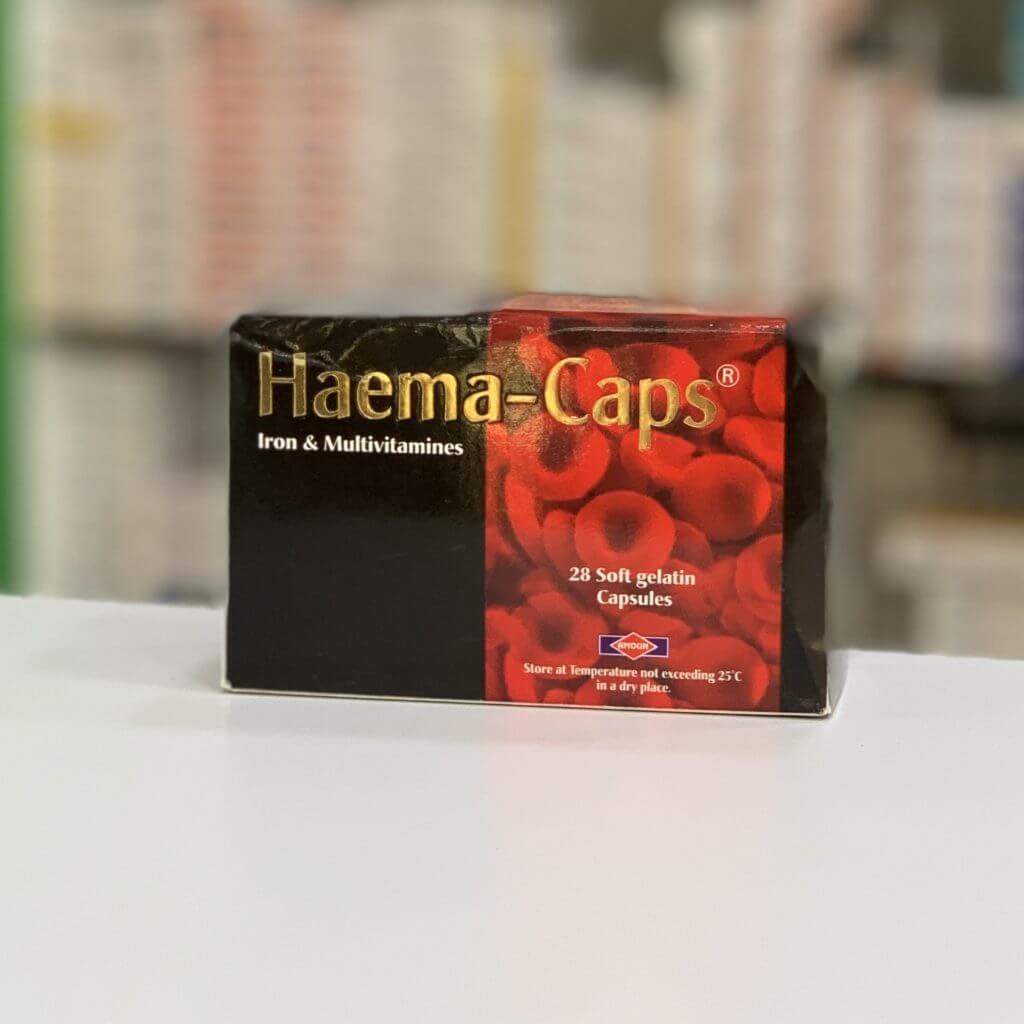 Haema-Caps®
Iron & Multivitamines
28 Soft gelatin
Capsules
AMOUN
Store at Temperature not exceeding 25°C
in a dry place.